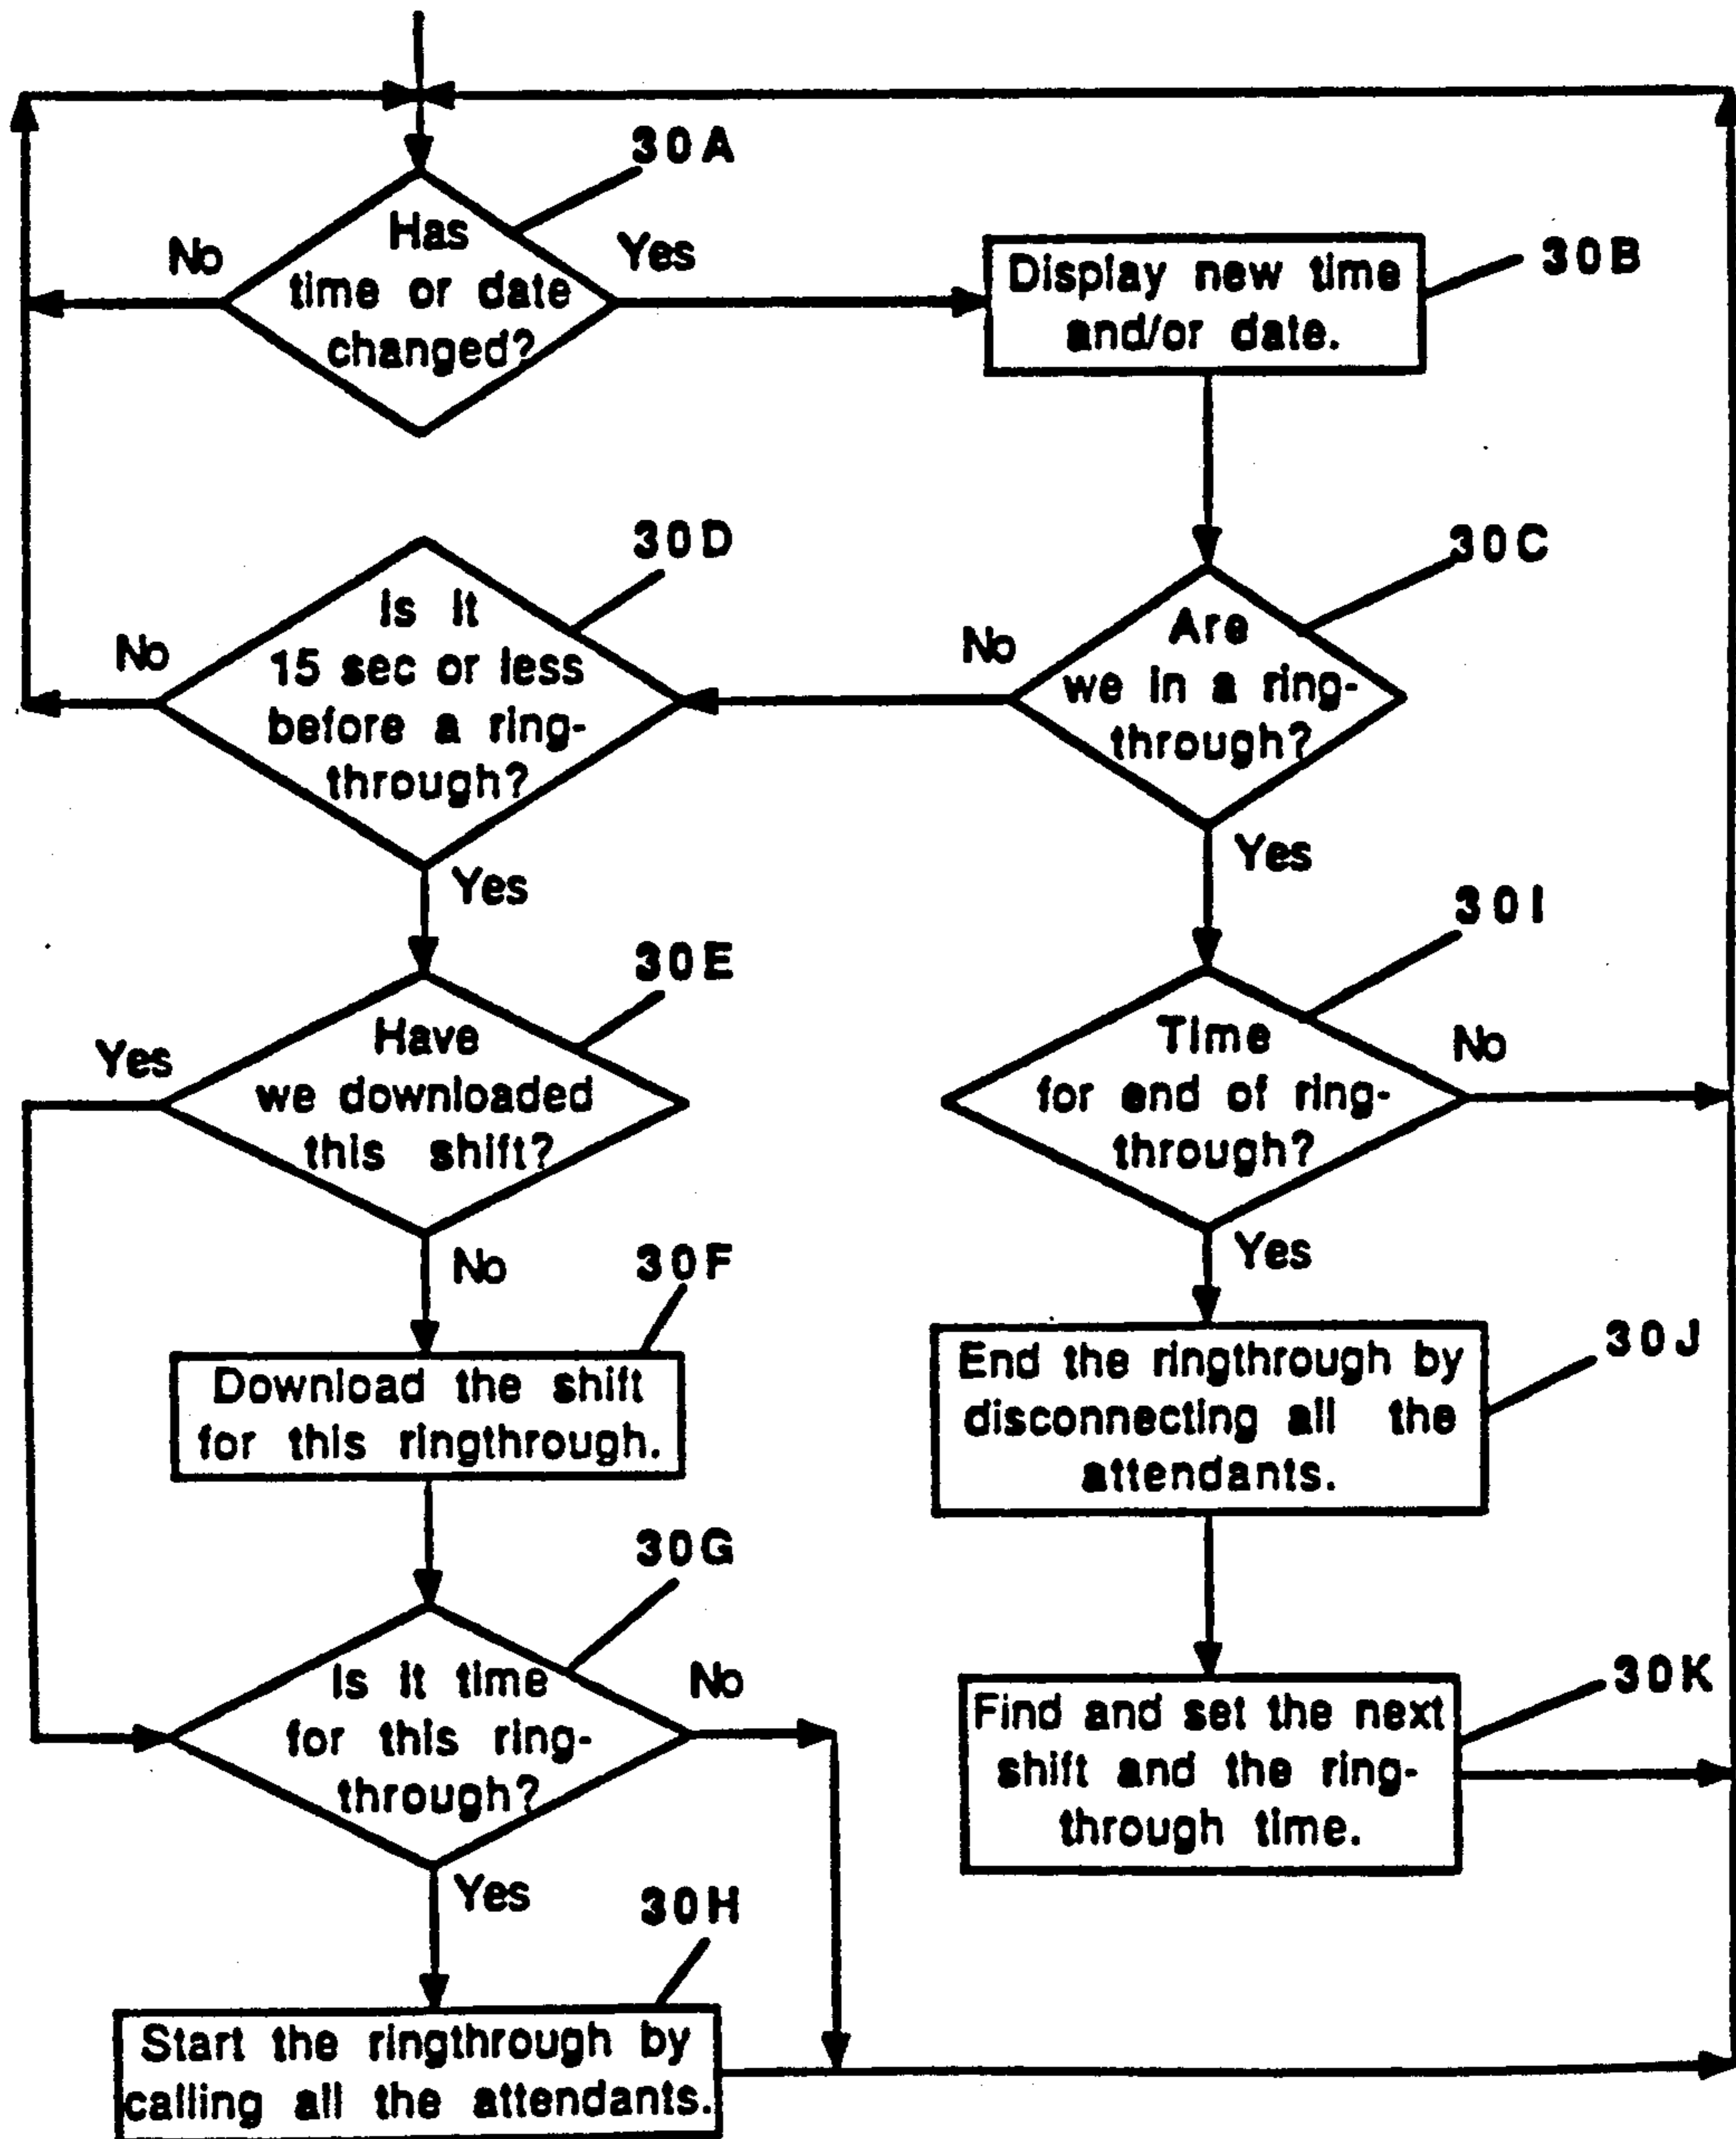 30A
Has
time or date
changed?
No
Yes
Display new time
and/or date.
30B
30C
Are
we in a ring-
through?
No
Yes
30D
Is it
15 sec or less
before a ring-
through?
No
Yes
30E
Have
we downloaded
this shift?
Yes
No
30F
Download the shift
for this ringthrough.
30G
Is it time
for this ring-
through?
No
Yes
30H
Start the ringthrough by
calling all the attendants.
30I
Time
for end of ring-
through?
No
Yes
30J
End the ringthrough by
disconnecting all the
attendants.
30K
Find and set the next
shift and the ring-
through time.